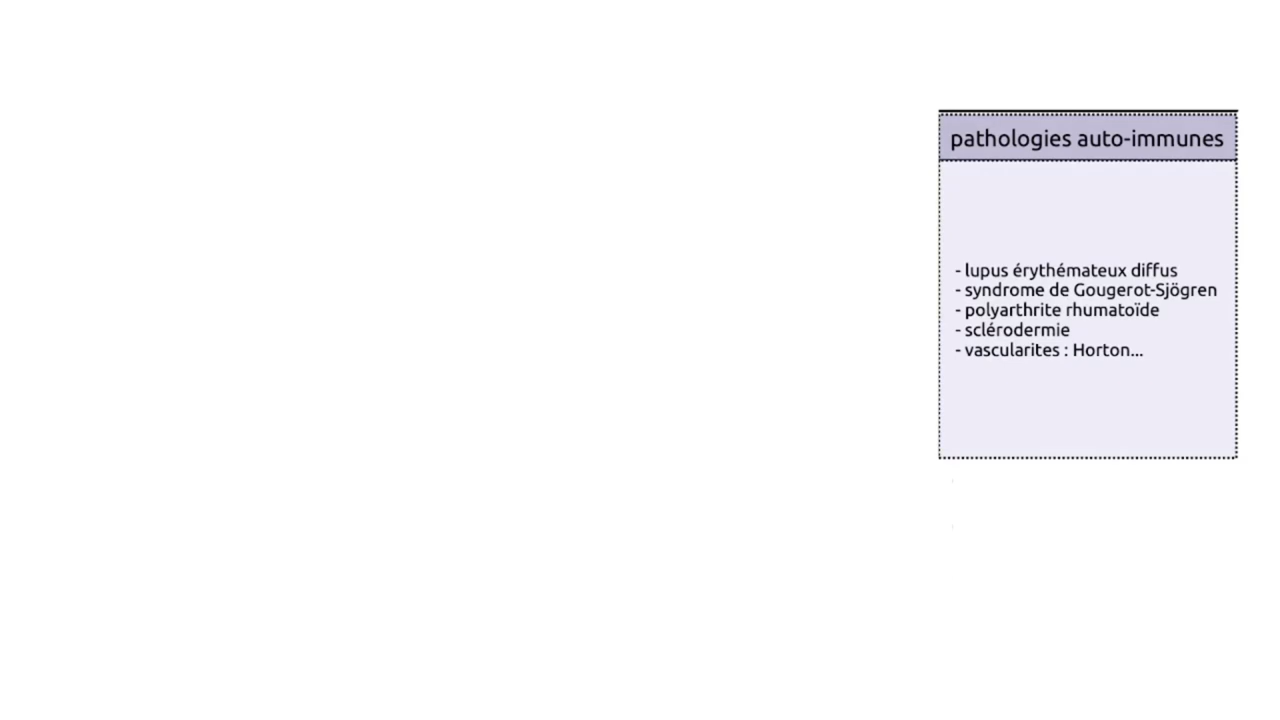 pathologies auto-immunes
- lupus érythémateux diffus
- syndrome de Gougerot-Sjögren
- polyarthrite rhumatoïde
- sclérodermie
- vascularites : Horton...